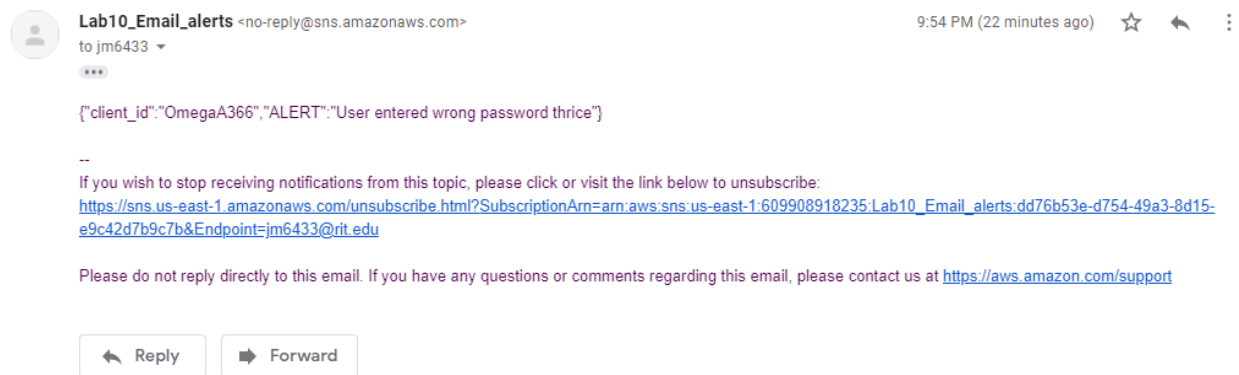 Lab10_Email_alerts <no-reply@sns.amazonaws.com> 9:54 PM (22 minutes ago)
to jm6433
{"client_id":"OmegaA366","ALERT":"User entered wrong password thrice"}
--
If you wish to stop receiving notifications from this topic, please click or visit the link below to unsubscribe:
https://sns.us-east-1.amazonaws.com/unsubscribe.html?SubscriptionArn=arn:aws:sns:us-east-1:609908918235:Lab10_Email_alerts:dd76b53e-d754-49a3-8d15-
e9c42d7b9c7b&Endpoint=jm6433@rit.edu
Please do not reply directly to this email. If you have any questions or comments regarding this email, please contact us at https://aws.amazon.com/support
Reply Forward